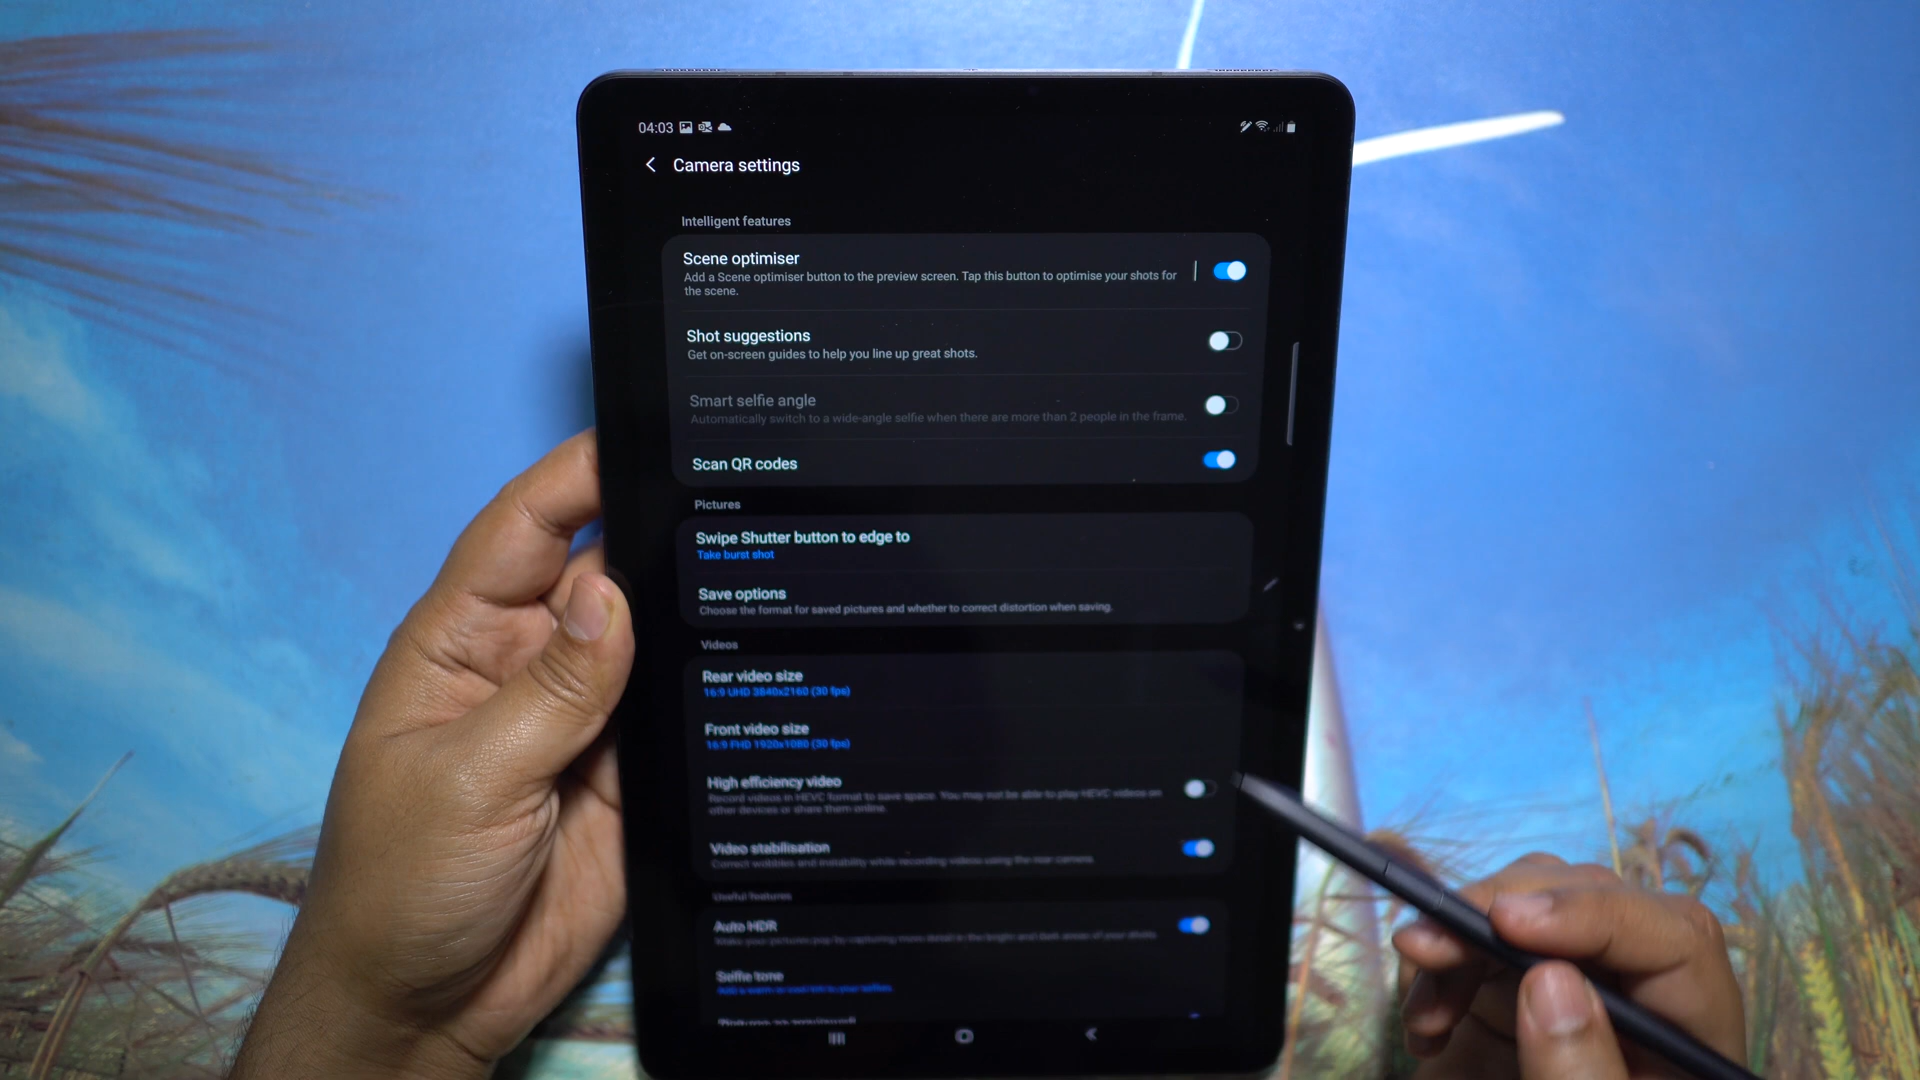 04:03
Camera settings
Intelligent features
Scene optimiser
Add a Scene optimiser button to the preview screen. Tap this button to optimise your shots for
the scene.
Shot suggestions
Get on-screen guides to help you line up great shots.
Smart selfie angle
Automatically switch to a wide-angle selfie when there are more than 2 people in the frame.
Scan QR codes
Pictures
Swipe Shutter button to edge to
Take burst shot
Save options
Choose the format for saved pictures and whether to correct distortion when saving.
Videos
Rear video size
16:9 UHD 3840x2160 (30 fps)
Front video size
16:9 FHD 1920x1080 (30 fps)
High efficiency video
Record videos in HEVC format to save space. You may not be able to play HEVC videos on
other devices or share them online.
Video stabilisation
Correct wobbles and instability while recording videos using the rear camera.
Useful features
Auto HDR
Make your pictures pop by capturing more detail in the bright and dark areas of your shots.
Selfie tone
Add a warm or cool tint to your selfies.